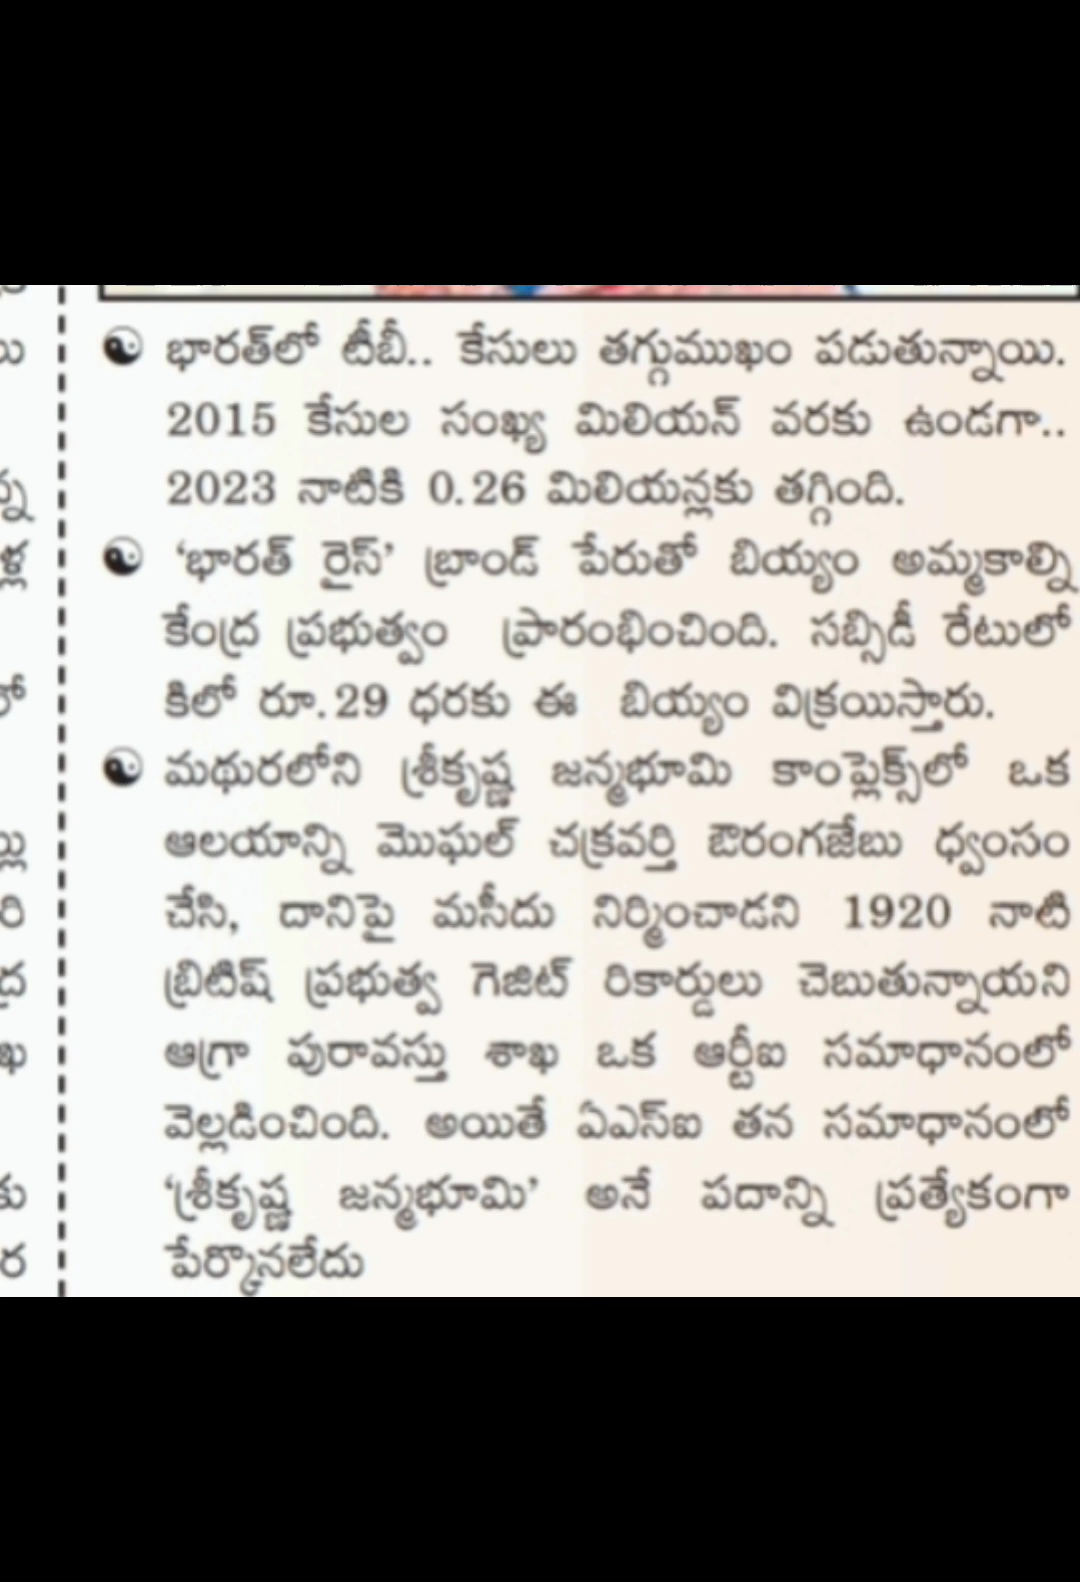 భారత్‌లో టీబీ.. కేసులు తగ్గుముఖం పడుతున్నాయి.
2015 కేసుల సంఖ్య మిలియన్ వరకు ఉండగా..
2023 నాటికి 0.26 మిలియన్లకు తగ్గింది.
‘భారత్ రైస్’ బ్రాండ్ పేరుతో బియ్యం అమ్మకాల్ని
కేంద్ర ప్రభుత్వం ప్రారంభించింది. సబ్సిడీ రేటులో
కిలో రూ.29 ధరకు ఈ బియ్యం విక్రయిస్తారు.
మథురలోని శ్రీకృష్ణ జన్మభూమి కాంప్లెక్స్‌లో ఒక
ఆలయాన్ని మొఘల్ చక్రవర్తి ఔరంగజేబు ధ్వంసం
చేసి, దానిపై మసీదు నిర్మించాడని 1920 నాటి
బ్రిటిష్ ప్రభుత్వ గెజిట్ రికార్డులు చెబుతున్నాయని
ఆగ్రా పురావస్తు శాఖ ఒక ఆర్టీఐ సమాధానంలో
వెల్లడించింది. అయితే ఏఎస్ఐ తన సమాధానంలో
‘శ్రీకృష్ణ జన్మభూమి’ అనే పదాన్ని ప్రత్యేకంగా
పేర్కొనలేదు